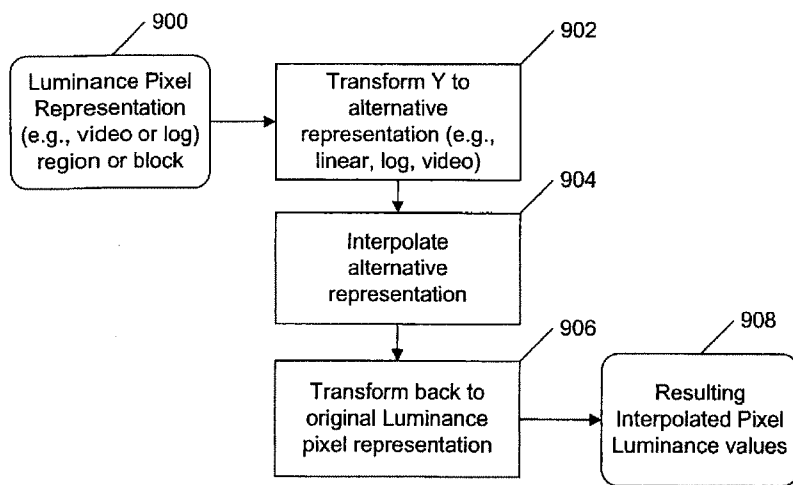 900
Luminance Pixel
Representation
(e.g., video or log)
region or block
902
Transform Y to
alternative
representation (e.g.,
linear, log, video)
904
Interpolate
alternative
representation
906
Transform back to
original Luminance
pixel representation
908
Resulting
Interpolated Pixel
Luminance values